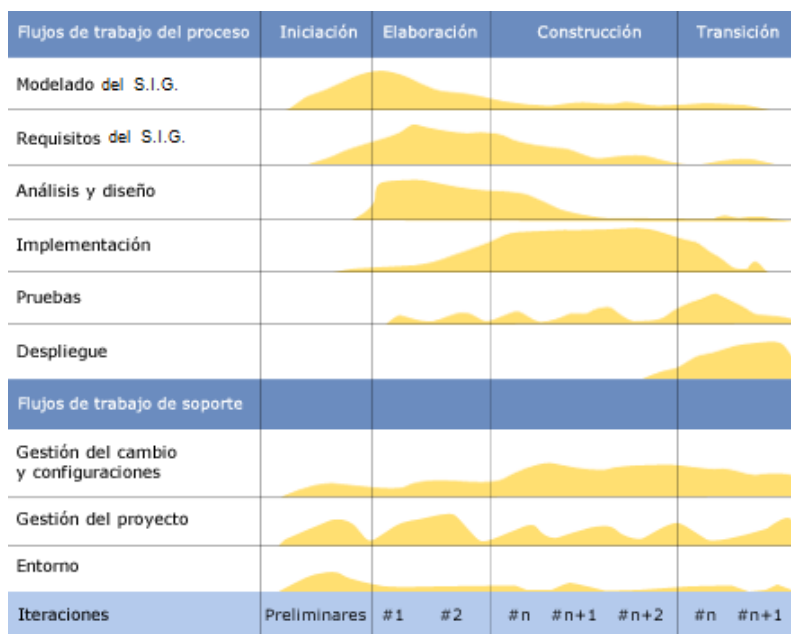 Flujos de trabajo del proceso Iniciación Elaboración Construcción Transición
Modelado del S.I.G.
Requisitos del S.I.G.
Análisis y diseño
Implementación
Pruebas
Despliegue
Flujos de trabajo de soporte
Gestión del cambio
y configuraciones
Gestión del proyecto
Entorno
Iteraciones Preliminares #1 #2 #n #n+1 #n+2 #n #n+1